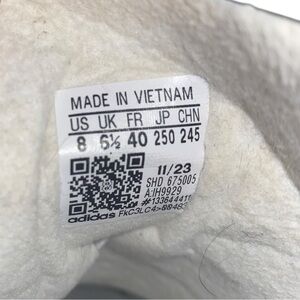 MADE IN VIETNAM
US UK FR JP CHN
8 6½ 40 250 245
11/23
SHD 675005
A:IH9929
adidas